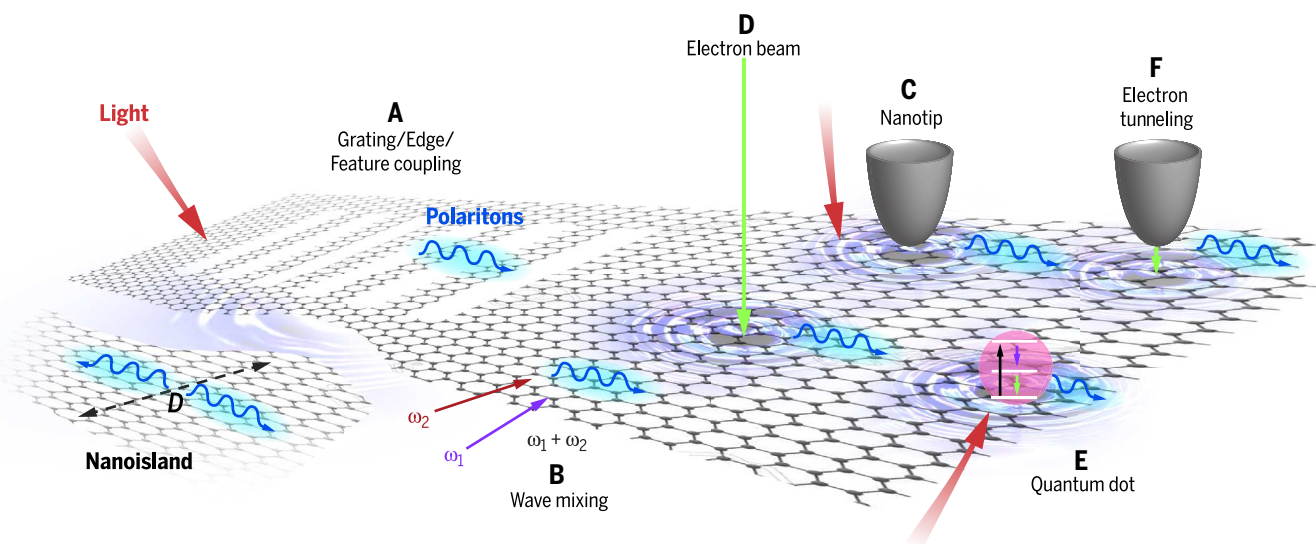 Light
A
Grating/Edge/
Feature coupling
Polaritons
D
Electron beam
C
Nanotip
F
Electron
tunneling
D
Nanoisland
ω2
ω1
ω1 + ω2
B
Wave mixing
E
Quantum dot